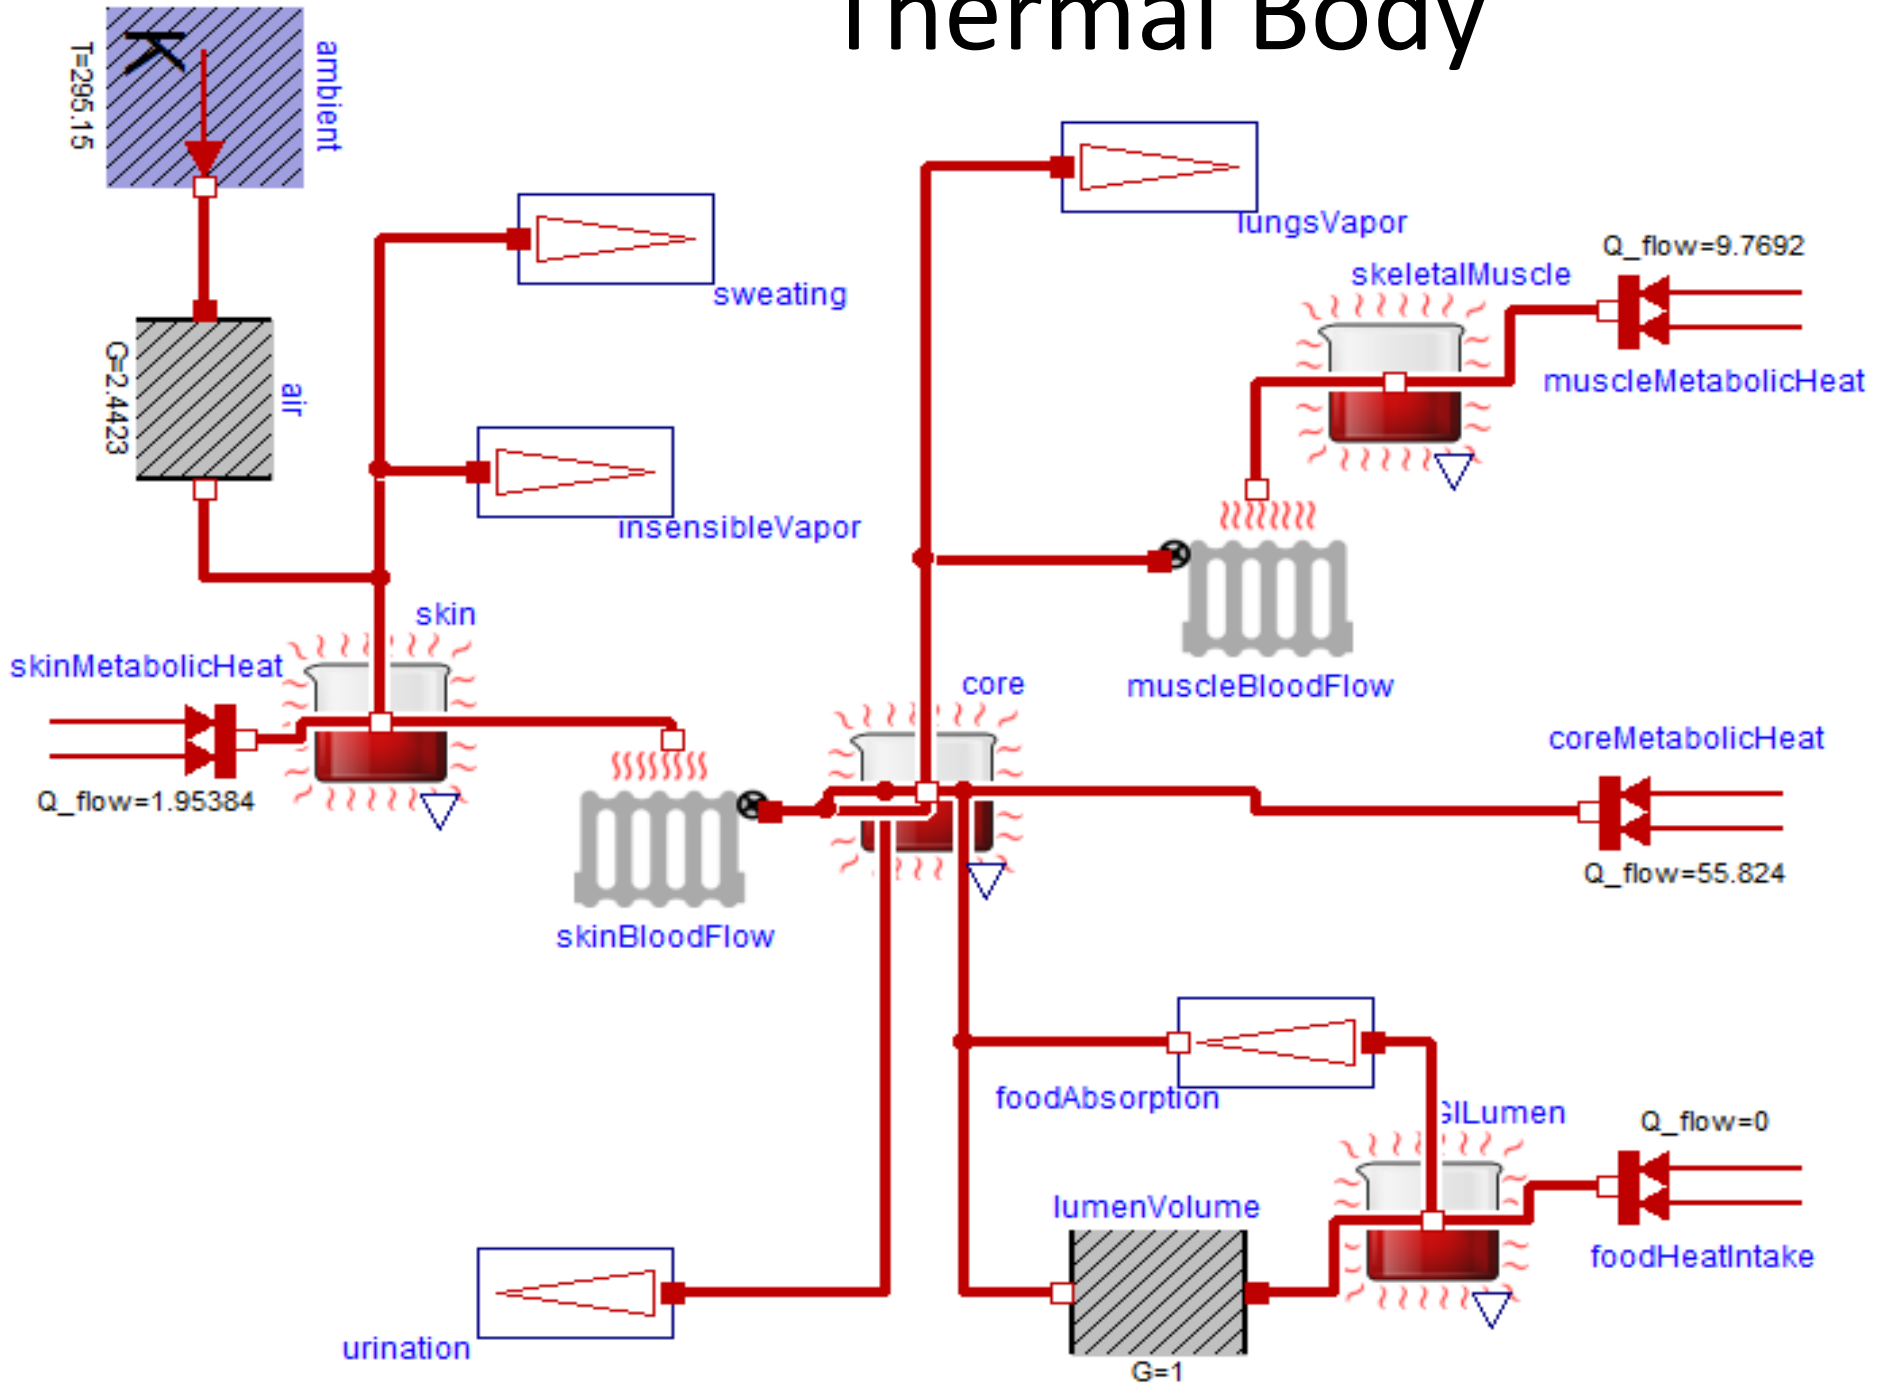 Thermal Body
K
T=295.15
ambient
lungsVapor
Q_flow=9.7692
skeletalMuscle
sweating
G=2.4423
air
muscleMetabolicHeat
insensibleVapor
skin
skinMetabolicHeat
core
muscleBloodFlow
coreMetabolicHeat
Q_flow=1.95384
Q_flow=55.824
skinBloodFlow
foodAbsorption
GILumen
Q_flow=0
lumenVolume
foodHeatIntake
urination
G=1